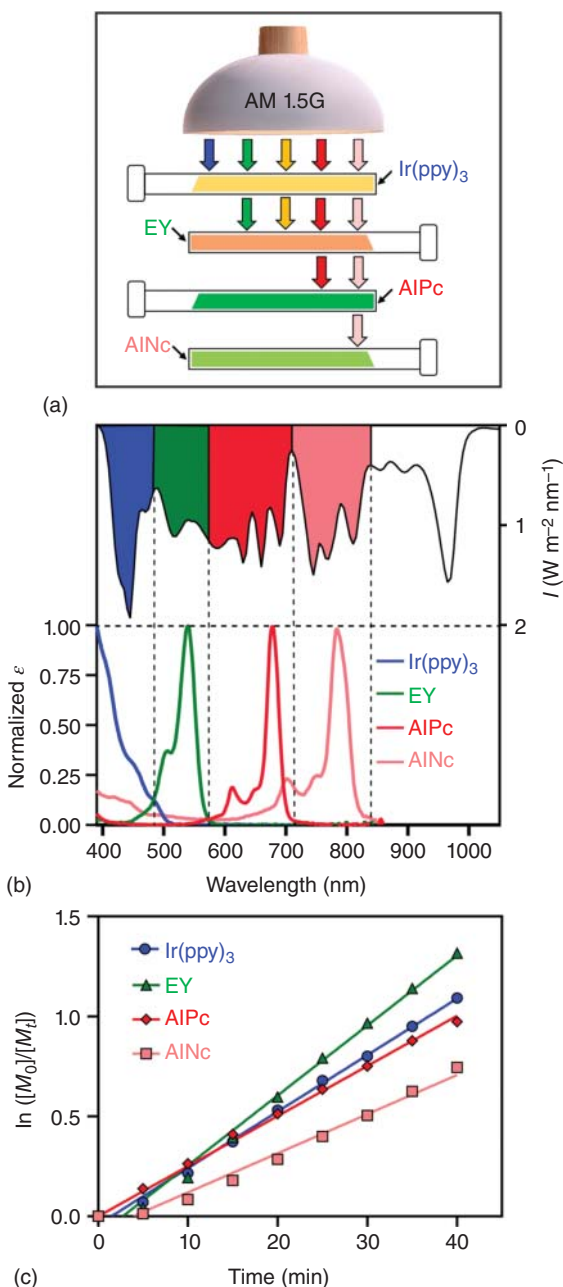 AM 1.5G
Ir(ppy)3
EY
AlPc
AlNc
(a)
0
1
2
I (W m−2 nm−1)
1.00
0.75
0.50
0.25
0.00
Normalized ε
Ir(ppy)3
EY
AlPc
AlNc
400 500 600 700 800 900 1000
Wavelength (nm)
(b)
1.5
1.0
0.5
0.0
ln ([M0]/[Mt])
Ir(ppy)3
EY
AlPc
AlNc
0 10 20 30 40
Time (min)
(c)